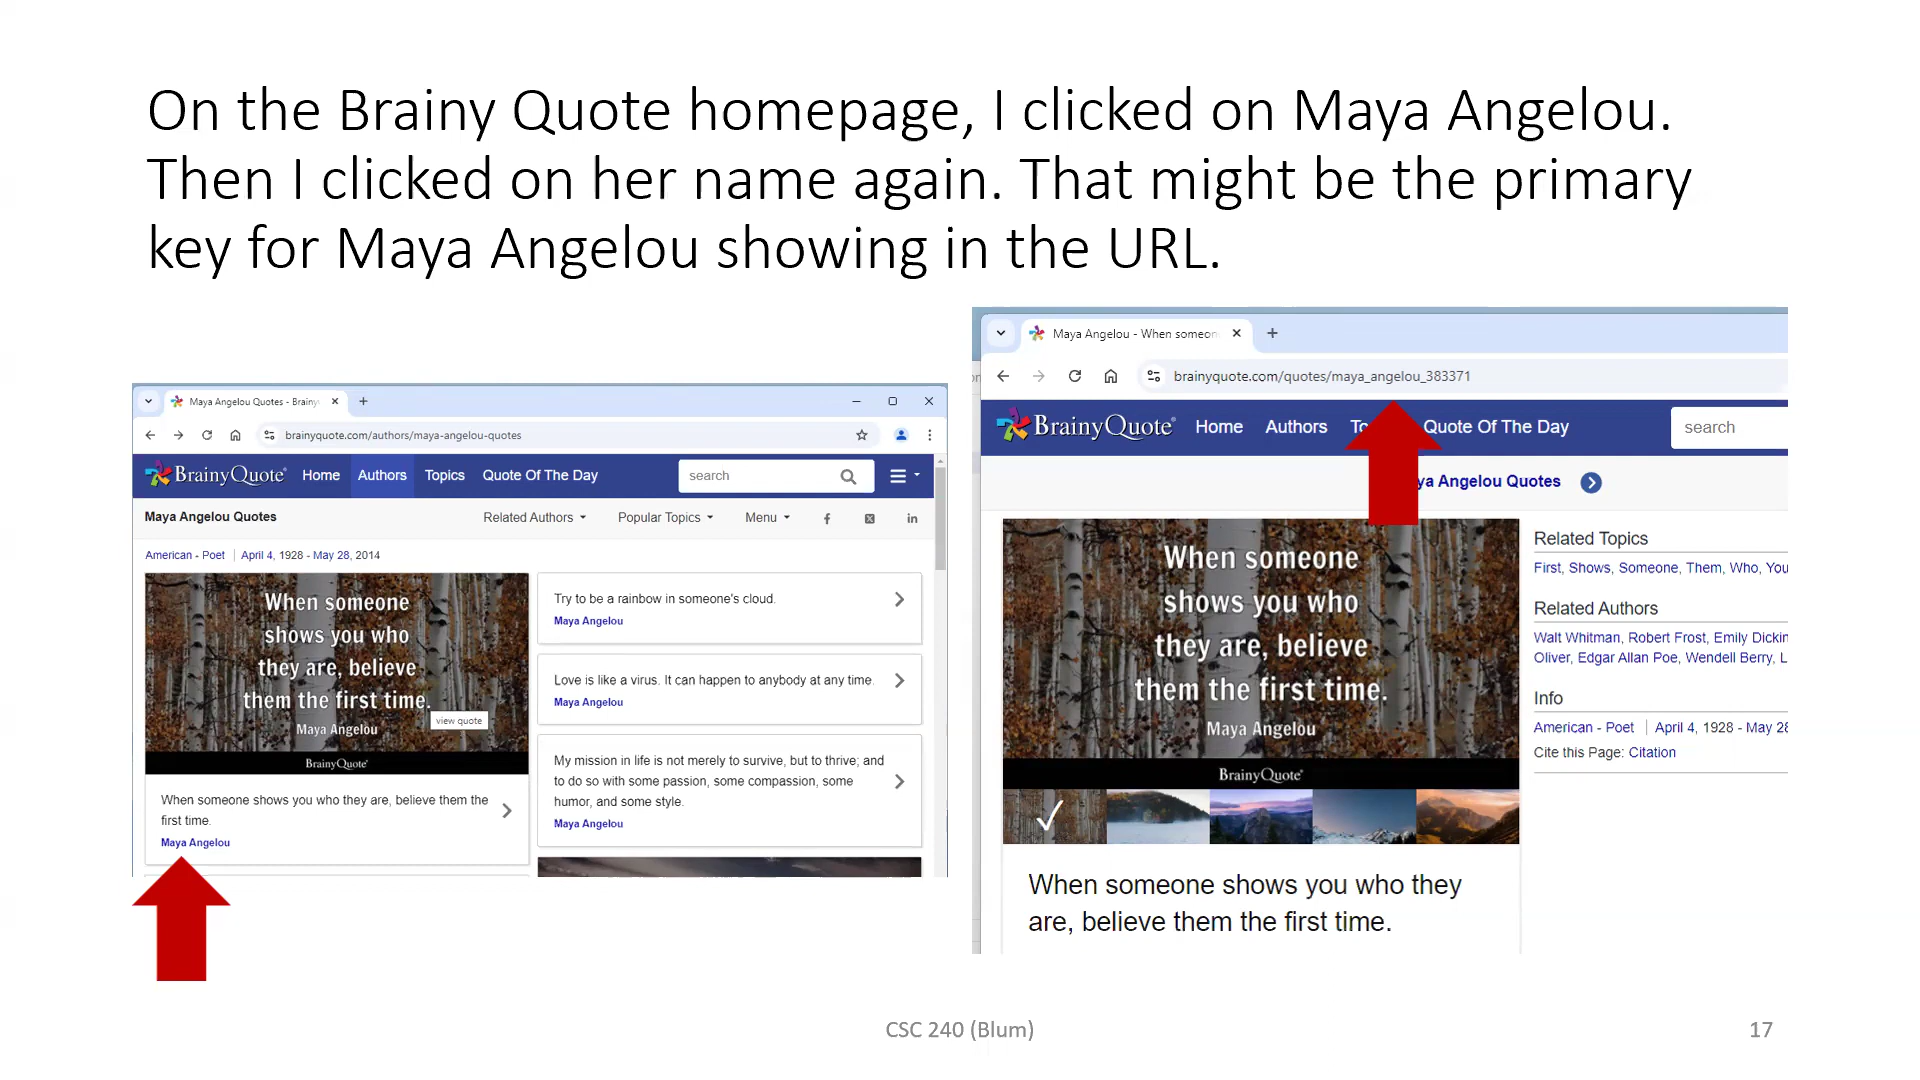 On the Brainy Quote homepage, I clicked on Maya Angelou.
Then I clicked on her name again. That might be the primary
key for Maya Angelou showing in the URL.
Maya Angelou Quotes - Brainy
brainyquote.com/authors/maya-angelou-quotes
BrainyQuote Home Authors Topics Quote Of The Day search
Maya Angelou Quotes Related Authors Popular Topics Menu
American - Poet April 4, 1928 - May 28, 2014
When someone
shows you who
they are, believe
them the first time.
view quote
Maya Angelou
BrainyQuote
When someone shows you who they are, believe them the
first time.
Maya Angelou
Try to be a rainbow in someone's cloud.
Maya Angelou
Love is like a virus. It can happen to anybody at any time.
Maya Angelou
My mission in life is not merely to survive, but to thrive; and
to do so with some passion, some compassion, some
humor, and some style.
Maya Angelou
Maya Angelou - When someon
brainyquote.com/quotes/maya_angelou_383371
BrainyQuote Home Authors To Quote Of The Day search
ya Angelou Quotes
When someone
shows you who
they are, believe
them the first time.
Maya Angelou
BrainyQuote
When someone shows you who they
are, believe them the first time.
Related Topics
First, Shows, Someone, Them, Who, You
Related Authors
Walt Whitman, Robert Frost, Emily Dickin
Oliver, Edgar Allan Poe, Wendell Berry, L
Info
American - Poet April 4, 1928 - May 28
Cite this Page: Citation
CSC 240 (Blum)
17